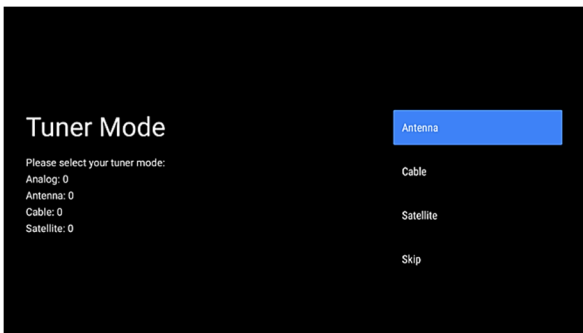 Tuner Mode
Please select your tuner mode:
Analog: 0
Antenna: 0
Cable: 0
Satellite: 0
Antenna
Cable
Satellite
Skip